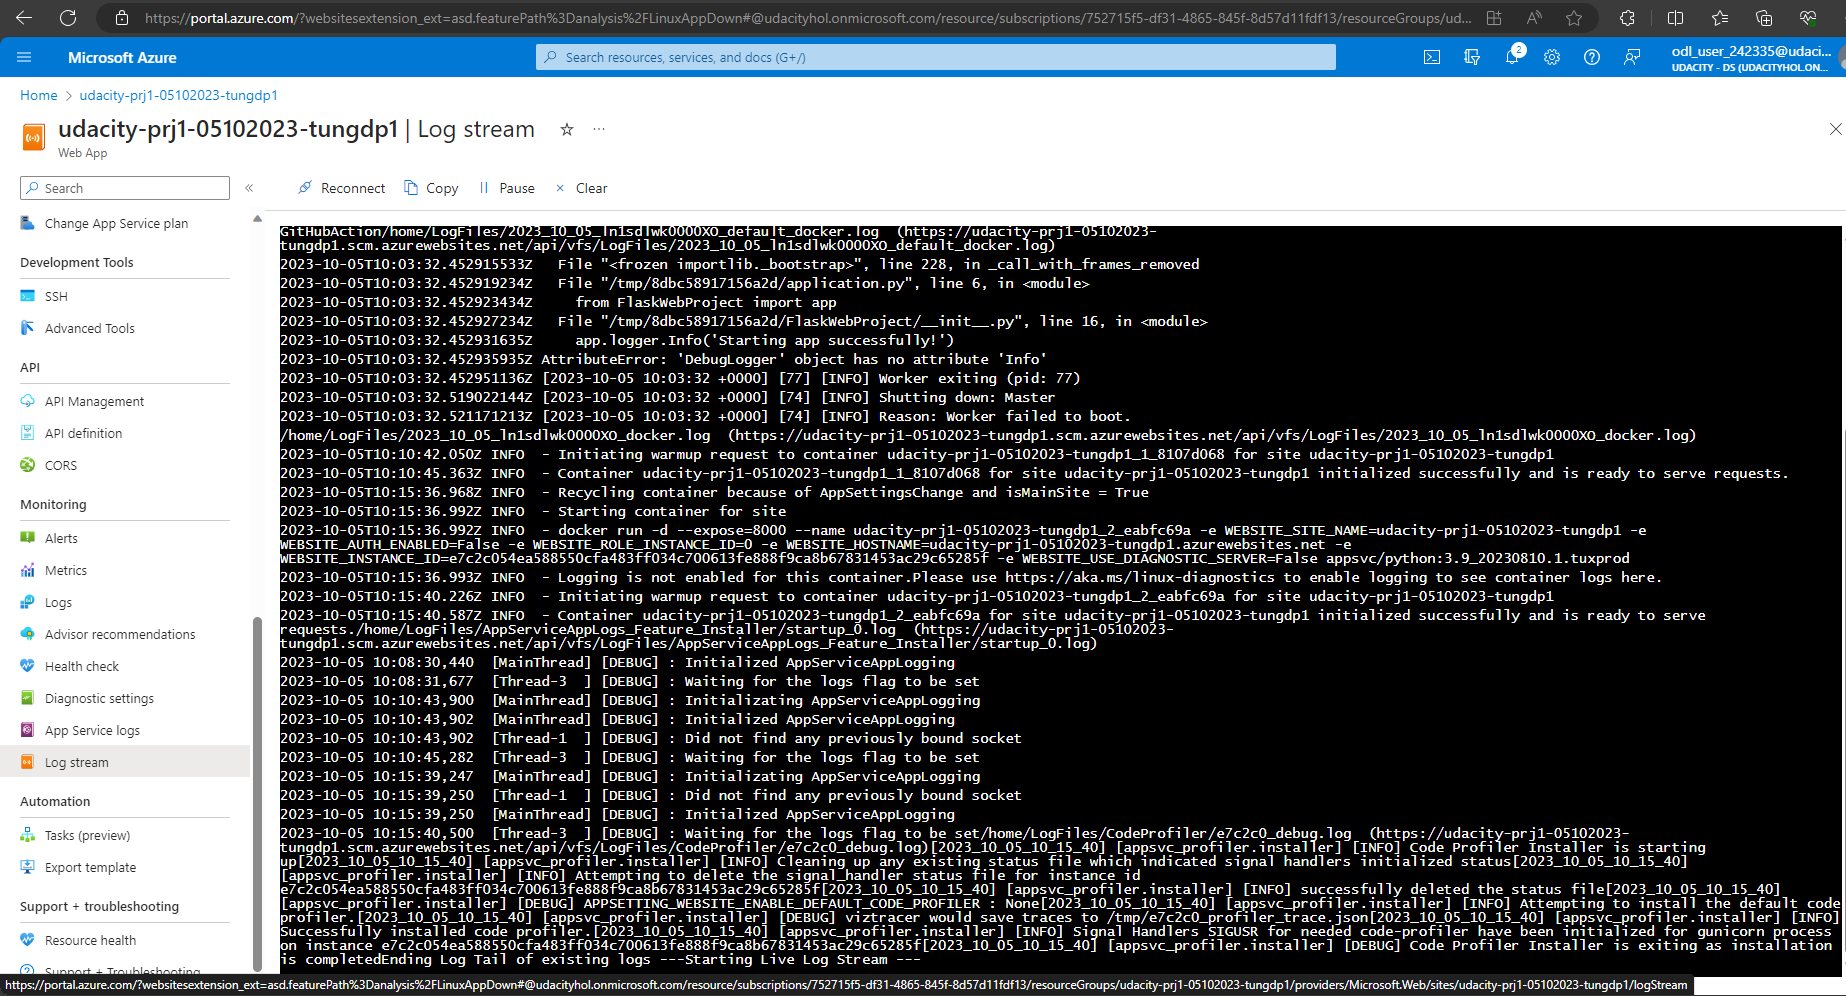 https://portal.azure.com/?websitesextension_ext=asd.featurePath%3Danalysis%2FLinuxAppDown#@udacityhol.onmicrosoft.com/resource/subscriptions/752715f5-df31-4865-845f-8d57d11fdf13/resourceGroups/ud...
Microsoft Azure
Search resources, services, and docs (G+/)
2
odl_user_242335@udaci...
UDACITY - DS (UDACITYHOL.ON...
Home > udacity-prj1-05102023-tungdp1
udacity-prj1-05102023-tungdp1 | Log stream
Web App
Search
Reconnect Copy Pause Clear
Change App Service plan
Development Tools
SSH
Advanced Tools
API
API Management
API definition
CORS
Monitoring
Alerts
Metrics
Logs
Advisor recommendations
Health check
Diagnostic settings
App Service logs
Log stream
Automation
Tasks (preview)
Export template
Support + troubleshooting
Resource health
Support + Troubleshooting
GitHubAction/home/LogFiles/2023_10_05_ln1sdlwk0000XO_default_docker.log  (https://udacity-prj1-05102023-
tungdp1.scm.azurewebsites.net/api/vfs/LogFiles/2023_10_05_ln1sdlwk0000XO_default_docker.log)
2023-10-05T10:03:32.452915533Z   File "<frozen importlib._bootstrap>", line 228, in _call_with_frames_removed
2023-10-05T10:03:32.452919234Z   File "/tmp/8dbc58917156a2d/application.py", line 6, in <module>
2023-10-05T10:03:32.452923434Z     from FlaskWebProject import app
2023-10-05T10:03:32.452927234Z   File "/tmp/8dbc58917156a2d/FlaskWebProject/__init__.py", line 16, in <module>
2023-10-05T10:03:32.452931635Z     app.logger.Info('Starting app successfully!')
2023-10-05T10:03:32.452935935Z AttributeError: 'DebugLogger' object has no attribute 'Info'
2023-10-05T10:03:32.452951136Z [2023-10-05 10:03:32 +0000] [77] [INFO] Worker exiting (pid: 77)
2023-10-05T10:03:32.519022144Z [2023-10-05 10:03:32 +0000] [74] [INFO] Shutting down: Master
2023-10-05T10:03:32.521171213Z [2023-10-05 10:03:32 +0000] [74] [INFO] Reason: Worker failed to boot.
/home/LogFiles/2023_10_05_ln1sdlwk0000XO_docker.log  (https://udacity-prj1-05102023-tungdp1.scm.azurewebsites.net/api/vfs/LogFiles/2023_10_05_ln1sdlwk0000XO_docker.log)
2023-10-05T10:10:42.050Z INFO  - Initiating warmup request to container udacity-prj1-05102023-tungdp1_1_8107d068 for site udacity-prj1-05102023-tungdp1
2023-10-05T10:10:45.363Z INFO  - Container udacity-prj1-05102023-tungdp1_1_8107d068 for site udacity-prj1-05102023-tungdp1 initialized successfully and is ready to serve requests.
2023-10-05T10:15:36.968Z INFO  - Recycling container because of AppSettingsChange and isMainSite = True
2023-10-05T10:15:36.992Z INFO  - Starting container for site
2023-10-05T10:15:36.992Z INFO  - docker run -d --expose=8000 --name udacity-prj1-05102023-tungdp1_2_eabfc69a -e WEBSITE_SITE_NAME=udacity-prj1-05102023-tungdp1 -e
WEBSITE_AUTH_ENABLED=False -e WEBSITE_ROLE_INSTANCE_ID=0 -e WEBSITE_HOSTNAME=udacity-prj1-05102023-tungdp1.azurewebsites.net -e
WEBSITE_INSTANCE_ID=e7c2c054ea588550cfa483ff034c700613fe888f9ca8b67831453ac29c65285f -e WEBSITE_USE_DIAGNOSTIC_SERVER=False appsvc/python:3.9_20230810.1.tuxprod
2023-10-05T10:15:36.993Z INFO  - Logging is not enabled for this container.Please use https://aka.ms/linux-diagnostics to enable logging to see container logs here.
2023-10-05T10:15:40.226Z INFO  - Initiating warmup request to container udacity-prj1-05102023-tungdp1_2_eabfc69a for site udacity-prj1-05102023-tungdp1
2023-10-05T10:15:40.587Z INFO  - Container udacity-prj1-05102023-tungdp1_2_eabfc69a for site udacity-prj1-05102023-tungdp1 initialized successfully and is ready to serve
requests./home/LogFiles/AppServiceAppLogs_Feature_Installer/startup_0.log  (https://udacity-prj1-05102023-
tungdp1.scm.azurewebsites.net/api/vfs/LogFiles/AppServiceAppLogs_Feature_Installer/startup_0.log)
2023-10-05 10:08:30,440  [MainThread] [DEBUG] : Initialized AppServiceAppLogging
2023-10-05 10:08:31,677  [Thread-3  ] [DEBUG] : Waiting for the logs flag to be set
2023-10-05 10:10:43,900  [MainThread] [DEBUG] : Initializating AppServiceAppLogging
2023-10-05 10:10:43,902  [MainThread] [DEBUG] : Initialized AppServiceAppLogging
2023-10-05 10:10:43,902  [Thread-1  ] [DEBUG] : Did not find any previously bound socket
2023-10-05 10:10:45,282  [Thread-3  ] [DEBUG] : Waiting for the logs flag to be set
2023-10-05 10:15:39,247  [MainThread] [DEBUG] : Initializating AppServiceAppLogging
2023-10-05 10:15:39,250  [Thread-1  ] [DEBUG] : Did not find any previously bound socket
2023-10-05 10:15:39,250  [MainThread] [DEBUG] : Initialized AppServiceAppLogging
2023-10-05 10:15:40,500  [Thread-3  ] [DEBUG] : Waiting for the logs flag to be set/home/LogFiles/CodeProfiler/e7c2c0_debug.log  (https://udacity-prj1-05102023-
tungdp1.scm.azurewebsites.net/api/vfs/LogFiles/CodeProfiler/e7c2c0_debug.log)[2023_10_05_10_15_40] [appsvc_profiler.installer] [INFO] Code Profiler Installer is starting
up[2023_10_05_10_15_40] [appsvc_profiler.installer] [INFO] Cleaning up any existing status file which indicated signal handlers initialized status[2023_10_05_10_15_40]
[appsvc_profiler.installer] [INFO] Attempting to delete the signal_handler status file for instance id
e7c2c054ea588550cfa483ff034c700613fe888f9ca8b67831453ac29c65285f[2023_10_05_10_15_40] [appsvc_profiler.installer] [INFO] successfully deleted the status file[2023_10_05_10_15_40]
[appsvc_profiler.installer] [DEBUG] APPSETTING_WEBSITE_ENABLE_DEFAULT_CODE_PROFILER : None[2023_10_05_10_15_40] [appsvc_profiler.installer] [INFO] Attempting to install the default code
profiler.[2023_10_05_10_15_40] [appsvc_profiler.installer] [DEBUG] viztracer would save traces to /tmp/e7c2c0_profiler_trace.json[2023_10_05_10_15_40] [appsvc_profiler.installer] [INFO]
Successfully installed code profiler.[2023_10_05_10_15_40] [appsvc_profiler.installer] [INFO] Signal Handlers SIGUSR for needed code-profiler have been initialized for gunicorn process
on instance e7c2c054ea588550cfa483ff034c700613fe888f9ca8b67831453ac29c65285f[2023_10_05_10_15_40] [appsvc_profiler.installer] [DEBUG] Code Profiler Installer is exiting as installation
is completedEnding Log Tail of existing logs ---Starting Live Log Stream ---
https://portal.azure.com/?websitesextension_ext=asd.featurePath%3Danalysis%2FLinuxAppDown#@udacityhol.onmicrosoft.com/resource/subscriptions/752715f5-df31-4865-845f-8d57d11fdf13/resourceGroups/udacity-prj1-05102023-tungdp1/providers/Microsoft.Web/sites/udacity-prj1-05102023-tungdp1/logStream